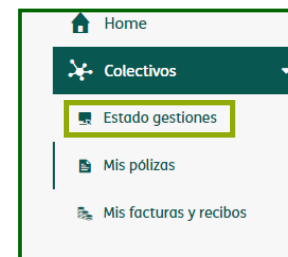 Home
Colectivos
Estado gestiones
Mis pólizas
Mis facturas y recibos